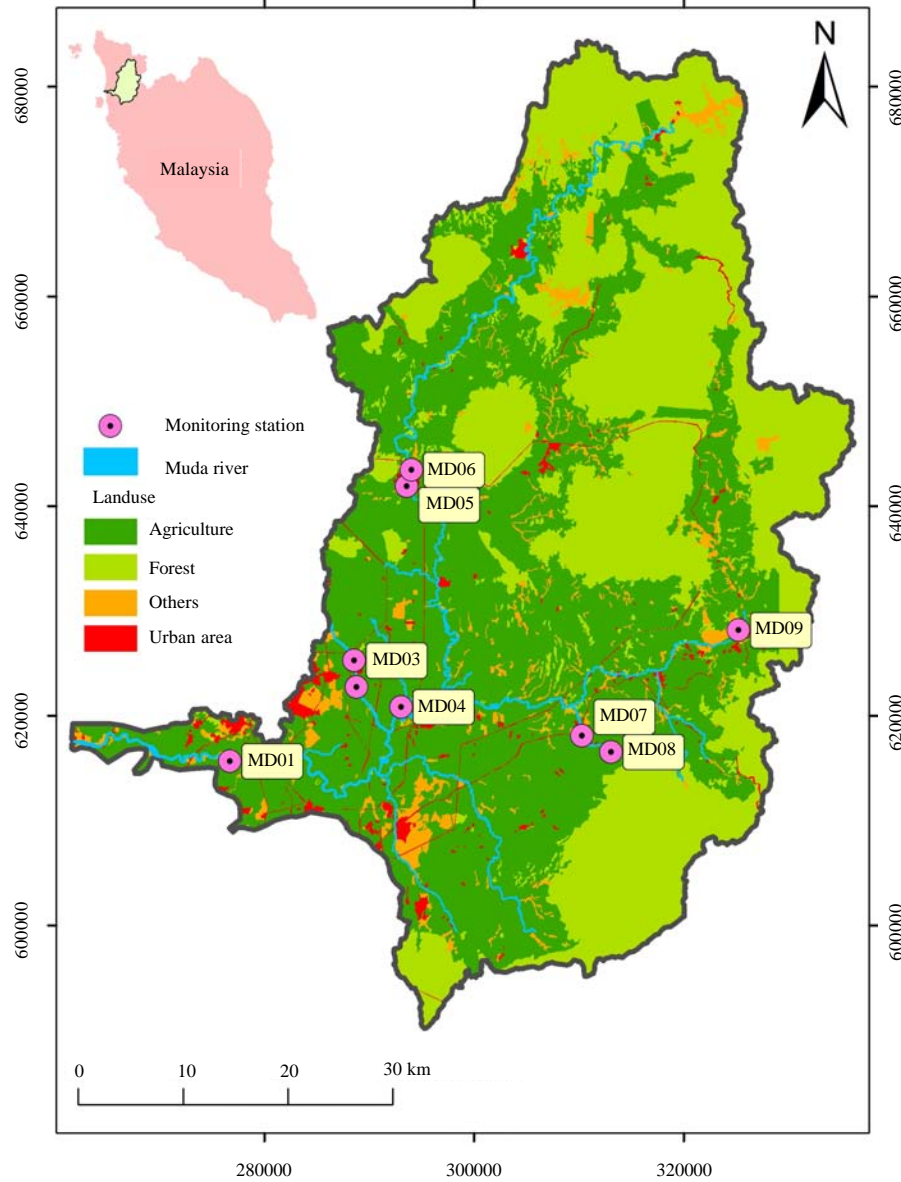 N
Malaysia
Monitoring station
Muda river
Landuse
Agriculture
Forest
Others
Urban area
MD06
MD05
MD09
MD03
MD04
MD07
MD08
MD01
0 10 20 30 km
680000
660000
640000
620000
600000
680000
660000
640000
620000
600000
280000 300000 320000